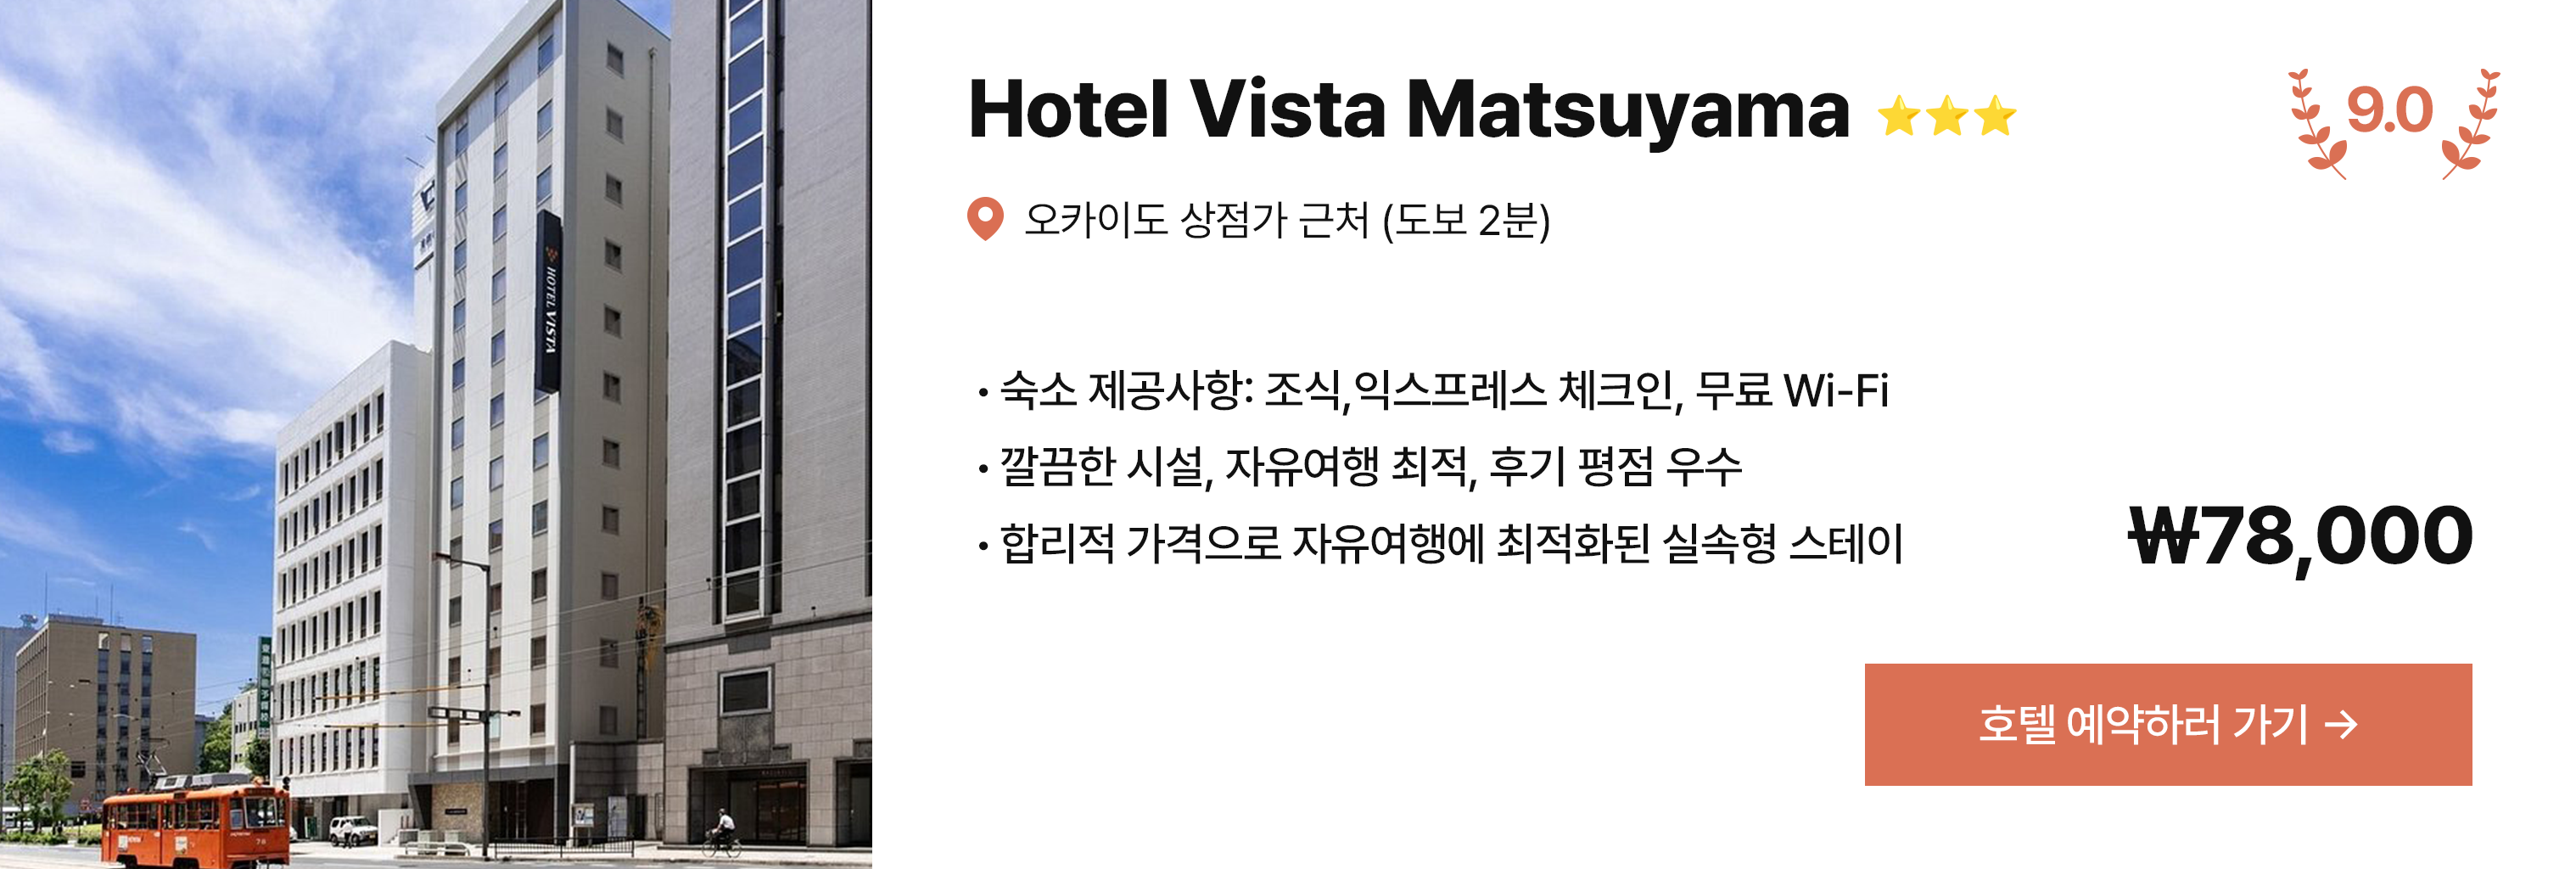 Hotel Vista Matsuyama ⭐⭐⭐
9.0
오카이도 상점가 근처 (도보 2분)
• 숙소 제공사항: 조식,익스프레스 체크인, 무료 Wi-Fi
• 깔끔한 시설, 자유여행 최적, 후기 평점 우수
• 합리적 가격으로 자유여행에 최적화된 실속형 스테이
₩78,000
호텔 예약하러 가기 →
HOTEL VISTA
76